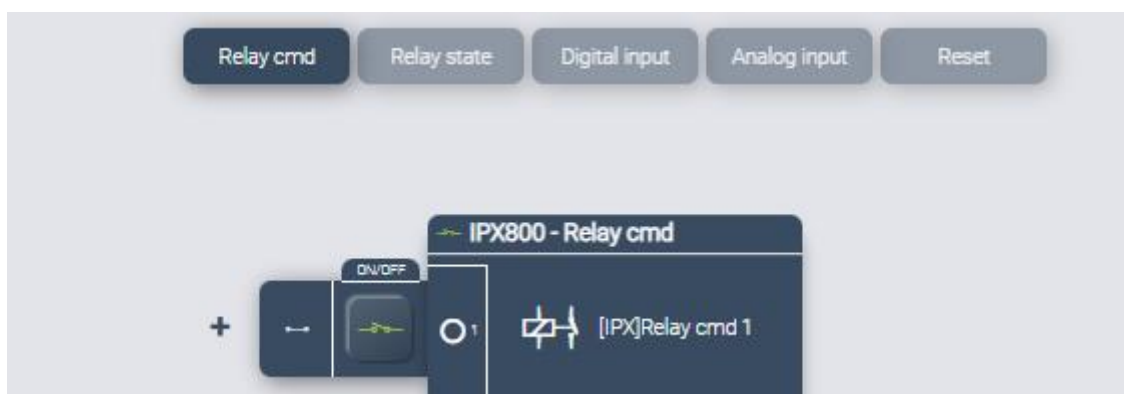 Relay cmd Relay state Digital input Analog input Reset
IPX800 - Relay cmd
ON/OFF
1
[IPX]Relay cmd 1